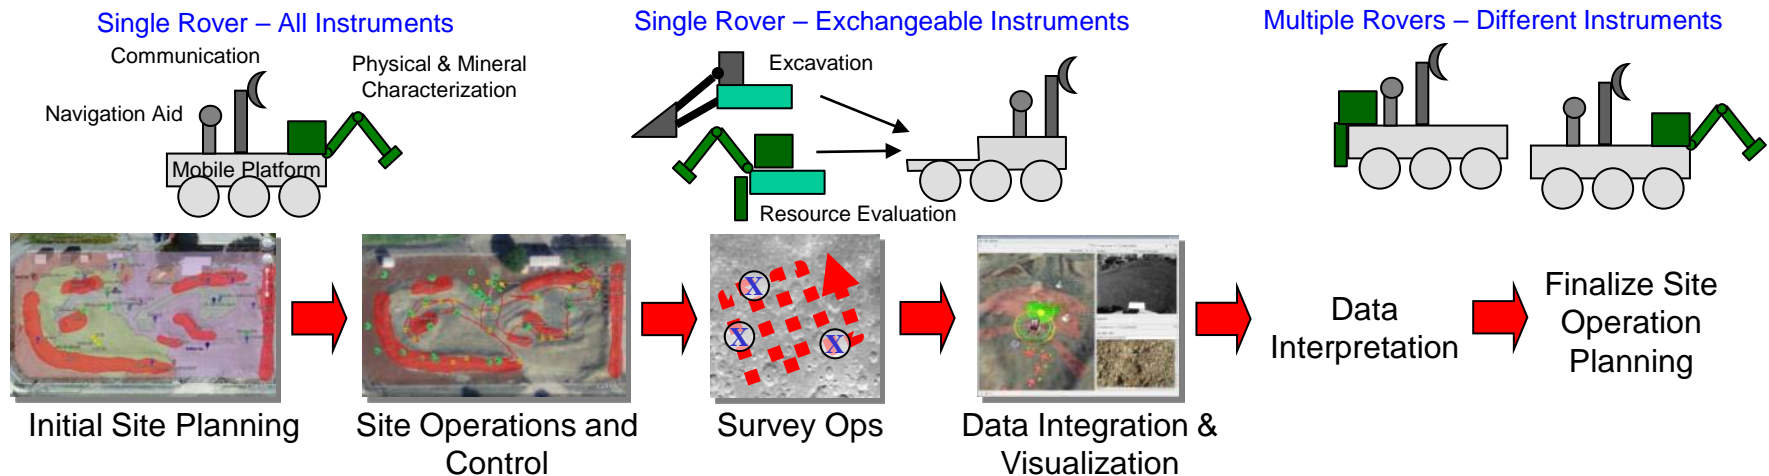 Single Rover – All Instruments
Communication
Physical & Mineral
Characterization
Navigation Aid
Mobile Platform
Single Rover – Exchangeable Instruments
Excavation
Resource Evaluation
Multiple Rovers – Different Instruments
X
X
X
Initial Site Planning
Site Operations and
Control
Survey Ops
Data Integration &
Visualization
Data
Interpretation
Finalize Site
Operation
Planning